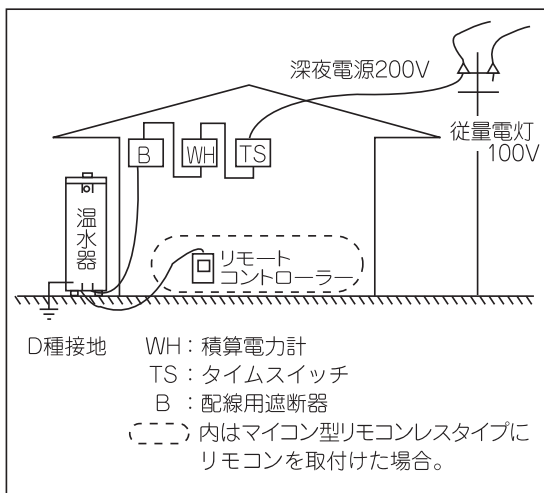 深夜電源200V
従量電灯
100V
B
WH
TS
温水器
リモート
コントローラー
D種接地
WH：積算電力計
TS：タイムスイッチ
B：配線用遮断器
内はマイコン型リモコンレスタイプに
リモコンを取付けた場合。